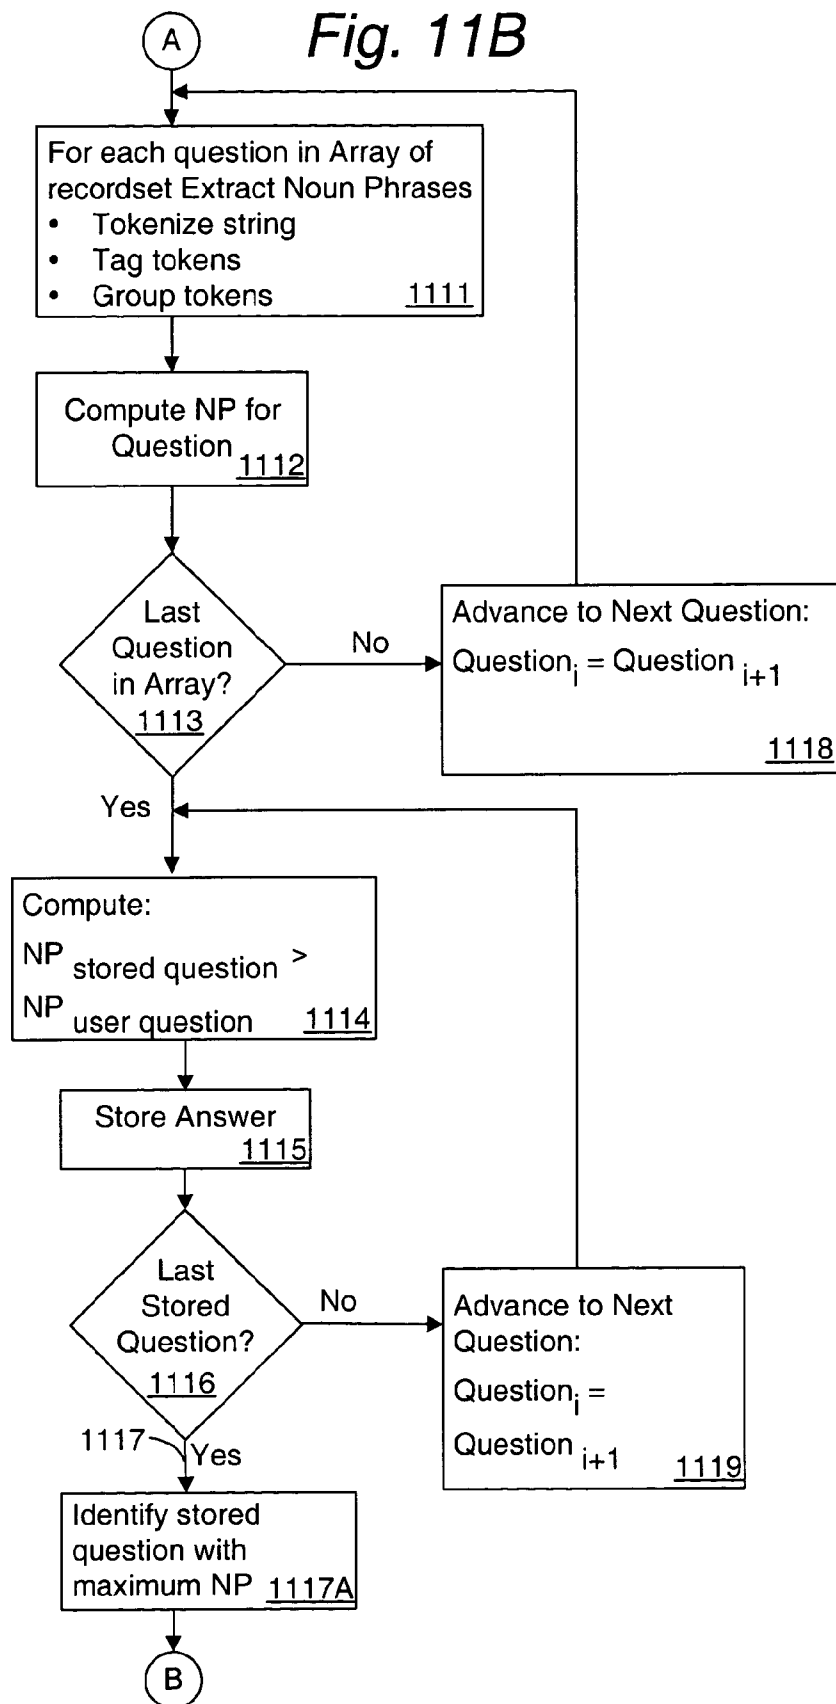 Fig. 11B
A
For each question in Array of
recordset Extract Noun Phrases
• Tokenize string
• Tag tokens
• Group tokens 1111
Compute NP for
Question 1112
Last
Question
in Array?
1113
No
Advance to Next Question:
Questioni = Question i+1
1118
Yes
Compute:
NP stored question >
NP user question 1114
Store Answer
1115
Last
Stored
Question?
1116
No
Advance to Next
Question:
Questioni =
Question i+1 1119
1117 Yes
Identify stored
question with
maximum NP 1117A
B